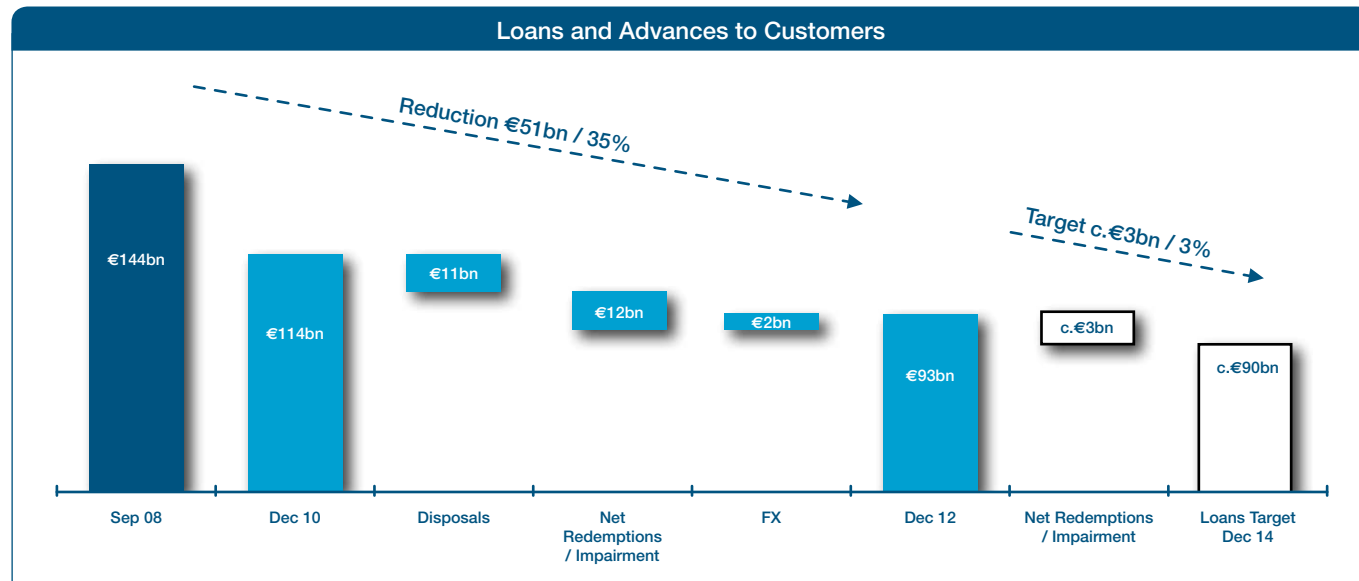 Loans and Advances to Customers
Reduction €51bn / 35%
Target c.€3bn / 3%
€144bn
€114bn
€11bn
€12bn
€2bn
€93bn
c.€3bn
c.€90bn
Sep 08
Dec 10
Disposals
Net
Redemptions
/ Impairment
FX
Dec 12
Net Redemptions
/ Impairment
Loans Target
Dec 14